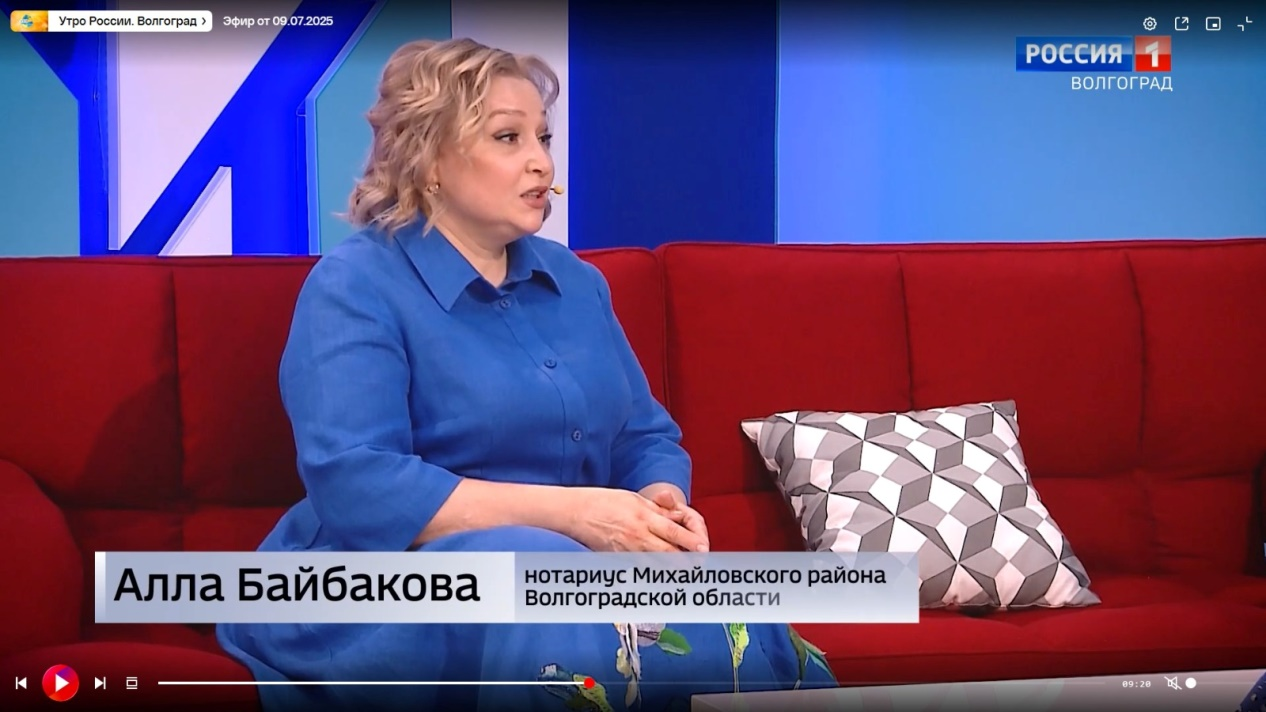 Утро России. Волгоград
Эфир от 09.07.2025
РОССИЯ 1
ВОЛГОГРАД
Алла Байбакова
нотариус Михайловского района
Волгоградской области
09:20